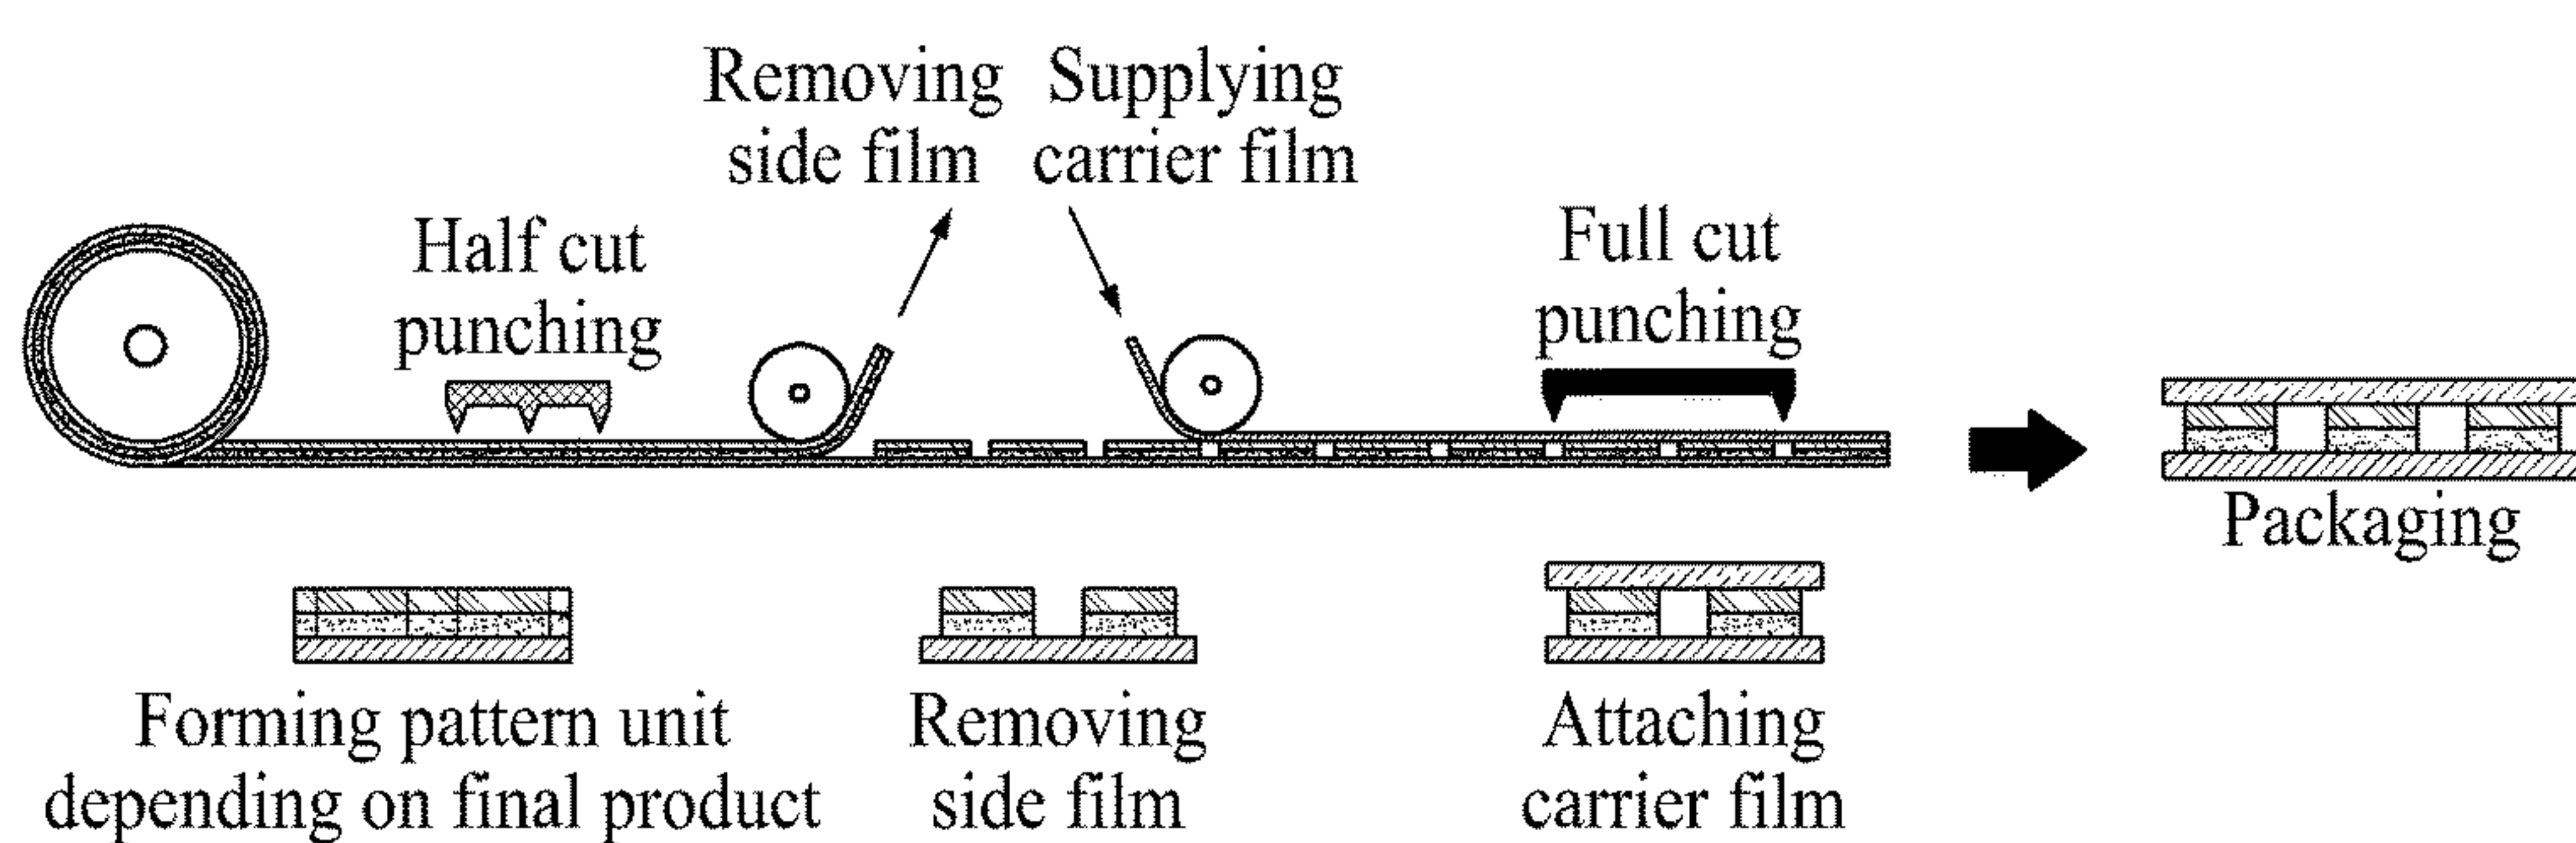 Removing
side film
Supplying
carrier film
Half cut
punching
Full cut
punching
Packaging
Forming pattern unit
depending on final product
Removing
side film
Attaching
carrier film